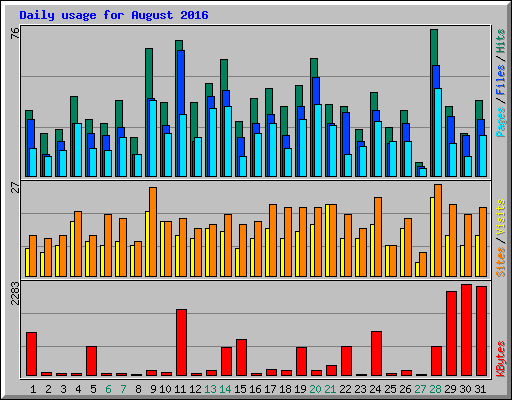 Daily usage for August 2016
76
Pages / Files / Hits
27
Sites / Visits
2283
KBytes
1 2 3 4 5 6 7 8 9 10 11 12 13 14 15 16 17 18 19 20 21 22 23 24 25 26 27 28 29 30 31